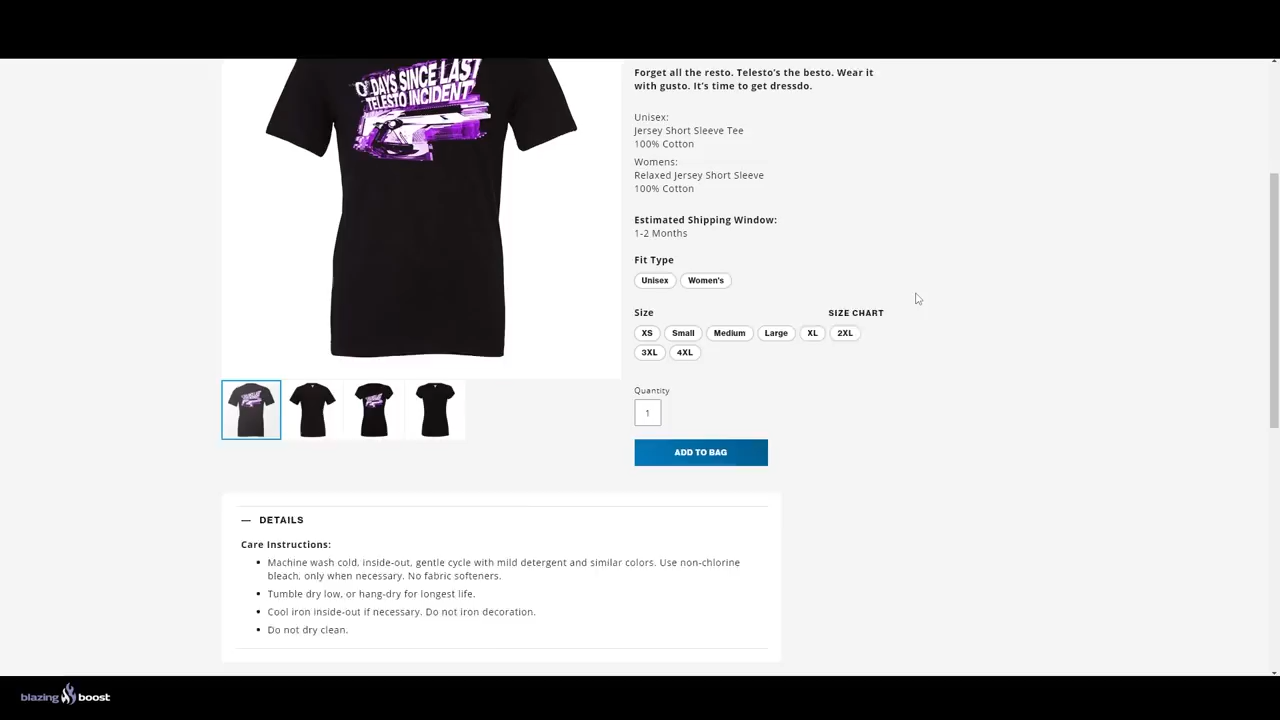 0 DAYS SINCE LAST
TELESTO INCIDENT
Forget all the resto. Telesto's the besto. Wear it
with gusto. It's time to get dressdo.
Unisex:
Jersey Short Sleeve Tee
100% Cotton
Womens:
Relaxed Jersey Short Sleeve
100% Cotton
Estimated Shipping Window:
1-2 Months
Fit Type
Unisex Women's
Size SIZE CHART
XS Small Medium Large XL 2XL
3XL 4XL
Quantity
1
ADD TO BAG
— DETAILS
Care Instructions:
• Machine wash cold, inside-out, gentle cycle with mild detergent and similar colors. Use non-chlorine
bleach, only when necessary. No fabric softeners.
• Tumble dry low, or hang-dry for longest life.
• Cool iron inside-out if necessary. Do not iron decoration.
• Do not dry clean.
blazing boost